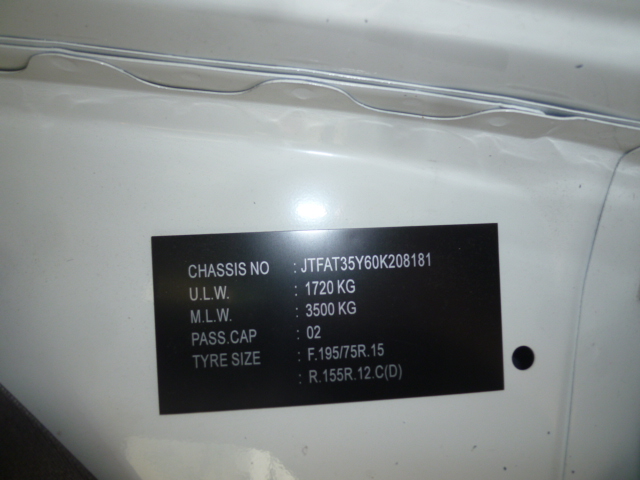 CHASSIS NO : JTFAT35Y60K208181
U.L.W. : 1720 KG
M.L.W. : 3500 KG
PASS.CAP : 02
TYRE SIZE : F.195/75R.15
: R.155R.12.C(D)